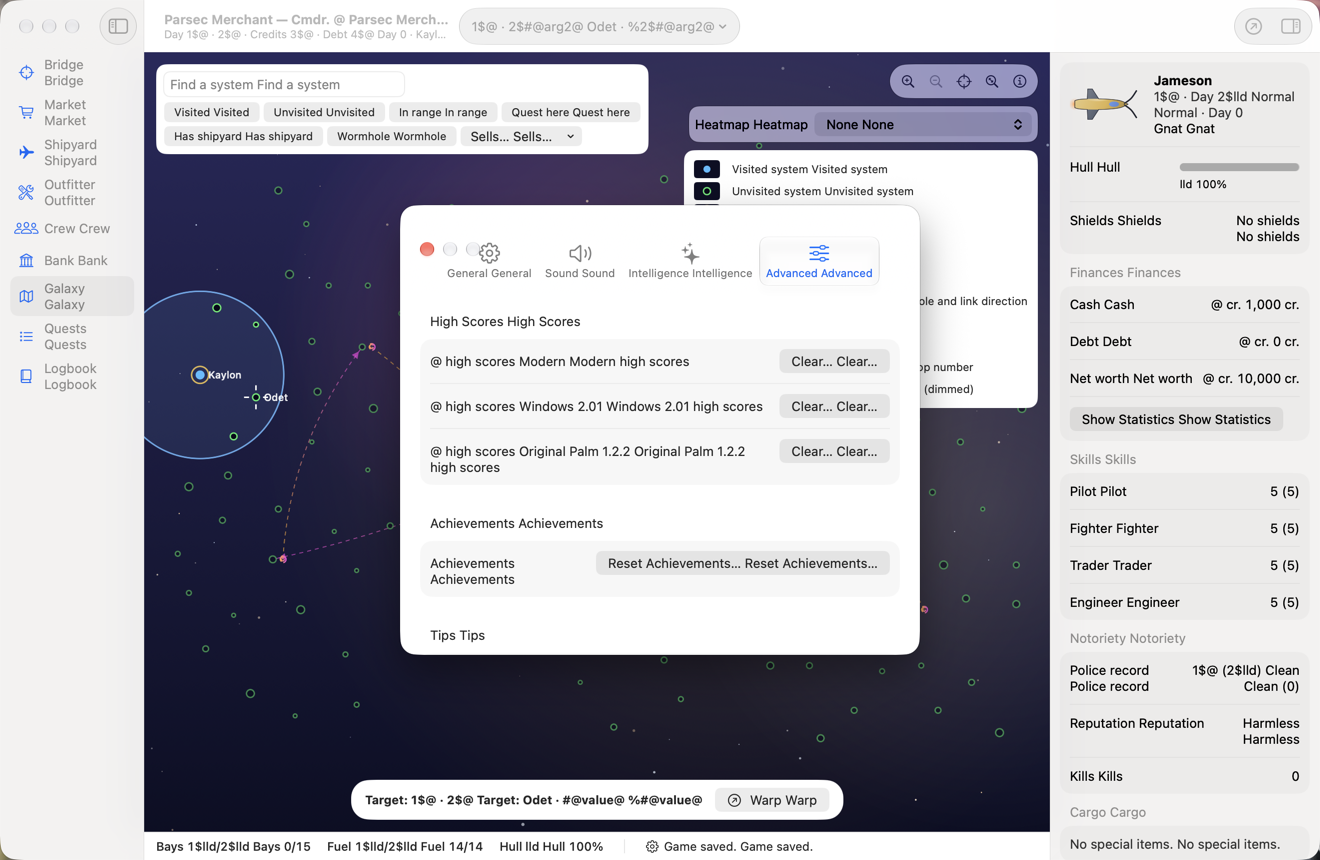 Parsec Merchant — Cmdr. @ Parsec Merch...
Day 1$@ · 2$@ · Credits 3$@ · Debt 4$@ Day 0 · Kayl...
1$@ · 2$#@arg2@ Odet · %2$#@arg2@
Bridge
Bridge
Market
Market
Shipyard
Shipyard
Outfitter
Outfitter
Crew Crew
Bank Bank
Galaxy
Galaxy
Quests
Quests
Logbook
Logbook
Find a system Find a system
Visited Visited
Unvisited Unvisited
In range In range
Quest here Quest here
Has shipyard Has shipyard
Wormhole Wormhole
Sells... Sells...
Heatmap Heatmap
None None
Visited system Visited system
Unvisited system Unvisited system
ole and link direction
op number
(dimmed)
Kaylon
Odet
General General
Sound Sound
Intelligence Intelligence
Advanced Advanced
High Scores High Scores
@ high scores Modern Modern high scores
Clear... Clear...
@ high scores Windows 2.01 Windows 2.01 high scores
Clear... Clear...
@ high scores Original Palm 1.2.2 Original Palm 1.2.2
high scores
Clear... Clear...
Achievements Achievements
Achievements
Achievements
Reset Achievements... Reset Achievements...
Tips Tips
Target: 1$@ · 2$@ Target: Odet · #@value@ %#@value@
Warp Warp
Bays 1$lld/2$lld Bays 0/15
Fuel 1$lld/2$lld Fuel 14/14
Hull lld Hull 100%
Game saved. Game saved.
Jameson
1$@ · Day 2$lld Normal
Normal · Day 0
Gnat Gnat
Hull Hull
lld 100%
Shields Shields
No shields
No shields
Finances Finances
Cash Cash
@ cr. 1,000 cr.
Debt Debt
@ cr. 0 cr.
Net worth Net worth
@ cr. 10,000 cr.
Show Statistics Show Statistics
Skills Skills
Pilot Pilot
5 (5)
Fighter Fighter
5 (5)
Trader Trader
5 (5)
Engineer Engineer
5 (5)
Notoriety Notoriety
Police record
Police record
1$@ (2$lld) Clean
Clean (0)
Reputation Reputation
Harmless
Harmless
Kills Kills
0
Cargo Cargo
No special items. No special items.